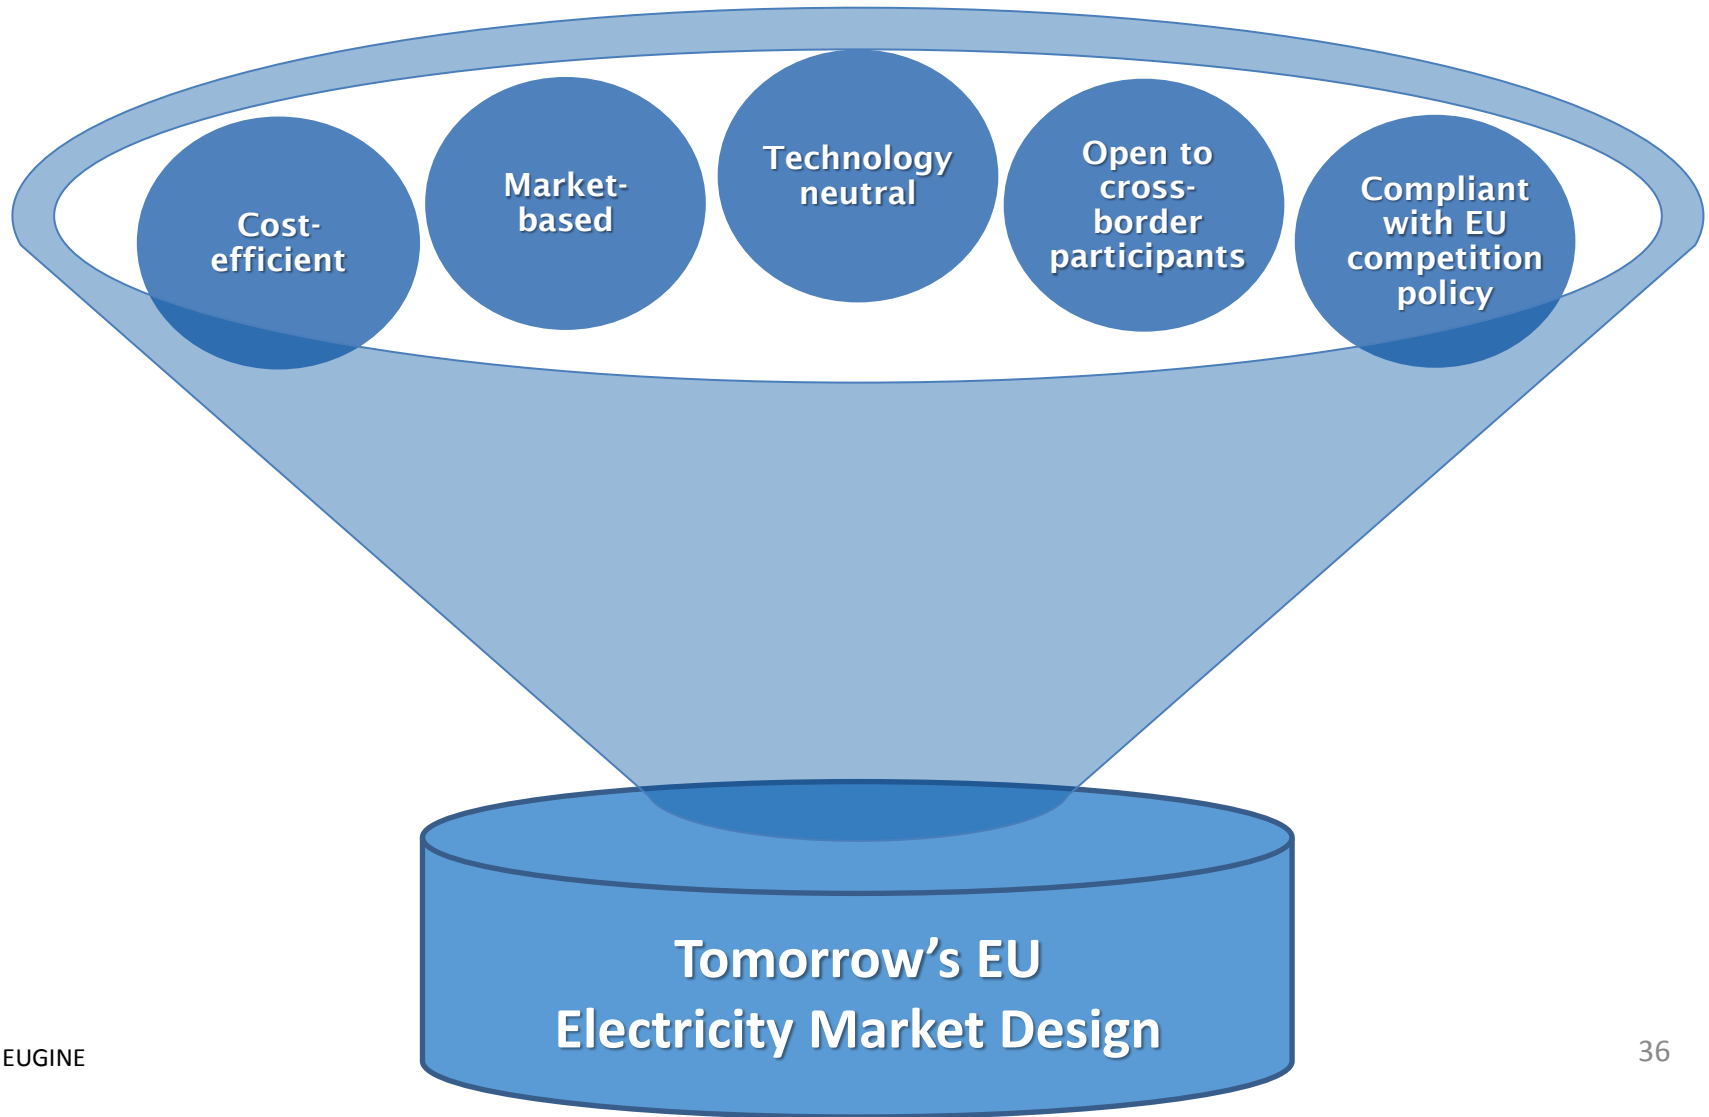 Cost-
efficient
Market-
based
Technology
neutral
Open to
cross-
border
participants
Compliant
with EU
competition
policy
Tomorrow’s EU
Electricity Market Design
EUGINE
36